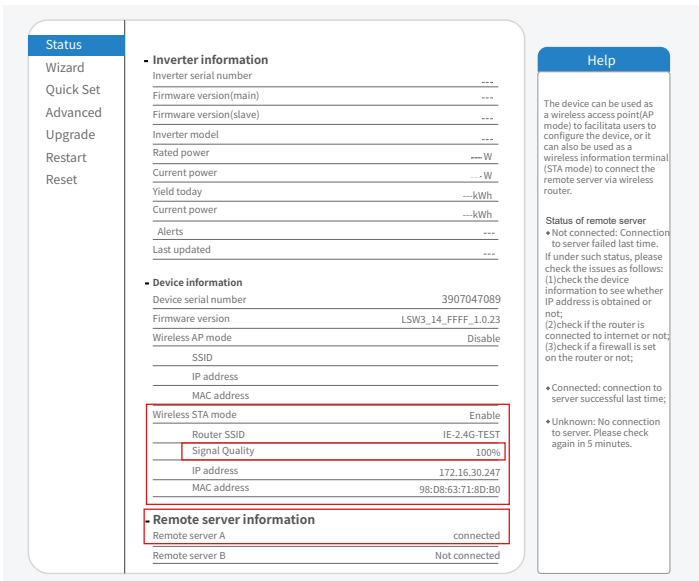 Status
Wizard
Quick Set
Advanced
Upgrade
Restart
Reset
- Inverter information
Inverter serial number ---
Firmware version(main) ---
Firmware version(slave) ---
Inverter model ---
Rated power --- W
Current power --- W
Yield today ---kWh
Current power ---kWh
Alerts ---
Last updated ---
- Device information
Device serial number 3907047089
Firmware version LSW3_14_FFFF_1.0.23
Wireless AP mode Disable
SSID
IP address
MAC address
Wireless STA mode Enable
Router SSID IE-2.4G-TEST
Signal Quality 100%
IP address 172.16.30.247
MAC address 98:D8:63:71:8D:B0
- Remote server information
Remote server A connected
Remote server B Not connected
Help
The device can be used as
a wireless access point(AP
mode) to facilitata users to
configure the device, or it
can also be used as a
wireless information terminal
(STA mode) to connect the
remote server via wireless
router.
Status of remote server
◆Not connected: Connection
to server failed last time.
If under such status, please
check the issues as follows:
(1)check the device
information to see whether
IP address is obtained or
not;
(2)check if the router is
connected to internet or not;
(3)check if a firewall is set
on the router or not;
◆Connected: connection to
server successful last time;
◆Unknown: No connection
to server. Please check
again in 5 minutes.